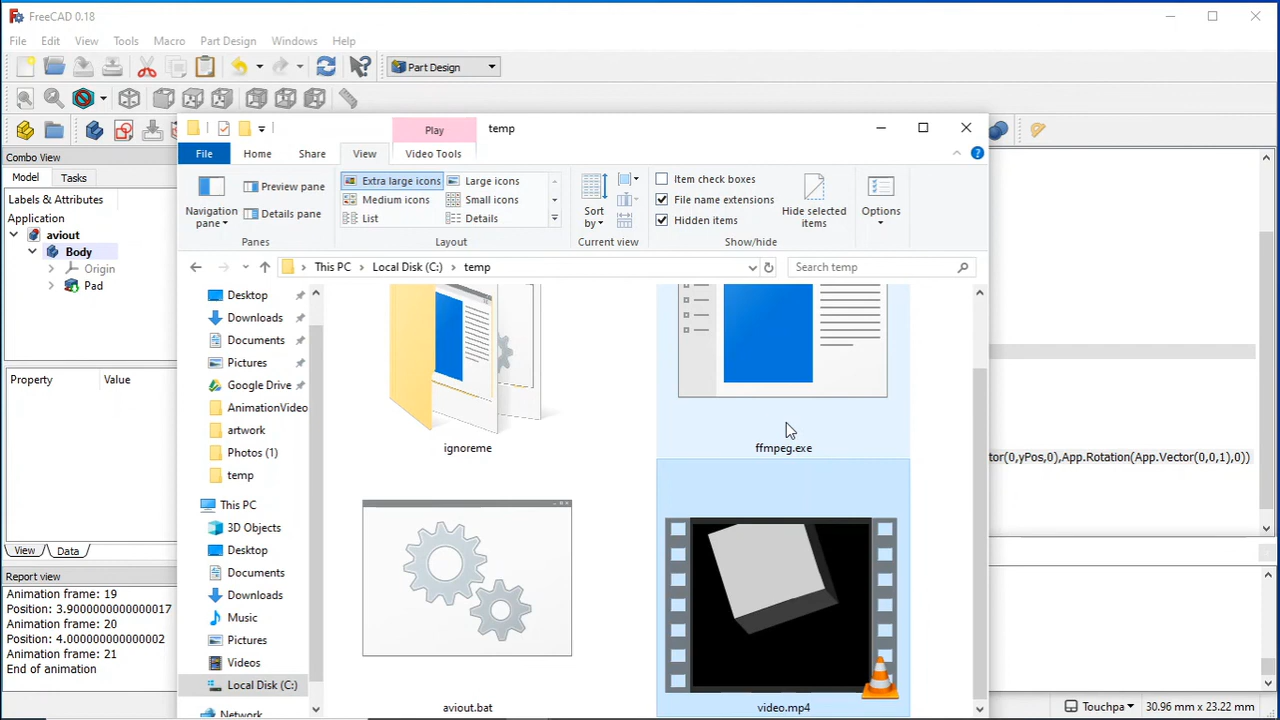 FreeCAD 0.18
File Edit View Tools Macro Part Design Windows Help
Part Design
Combo View
Model Tasks
Labels & Attributes
Application
aviout
Body
Origin
Pad
Property Value
View Data
Report view
Animation frame: 19
Position: 3.9000000000000017
Animation frame: 20
Position: 4.000000000000002
Animation frame: 21
End of animation
Play temp
File Home Share View Video Tools
Navigation pane
Preview pane
Details pane
Panes
Extra large icons Large icons
Medium icons Small icons
List Details
Layout
Sort by
Current view
Item check boxes
File name extensions
Hidden items
Hide selected items
Show/hide
Options
This PC Local Disk (C:) temp
Search temp
Desktop
Downloads
Documents
Pictures
Google Drive
AnimationVideo
artwork
Photos (1)
temp
This PC
3D Objects
Desktop
Documents
Downloads
Music
Pictures
Videos
Local Disk (C:)
Network
ignoreme
ffmpeg.exe
aviout.bat
video.mp4
tor(0,yPos,0),App.Rotation(App.Vector(0,0,1),0))
Touchpa
30.96 mm x 23.22 mm